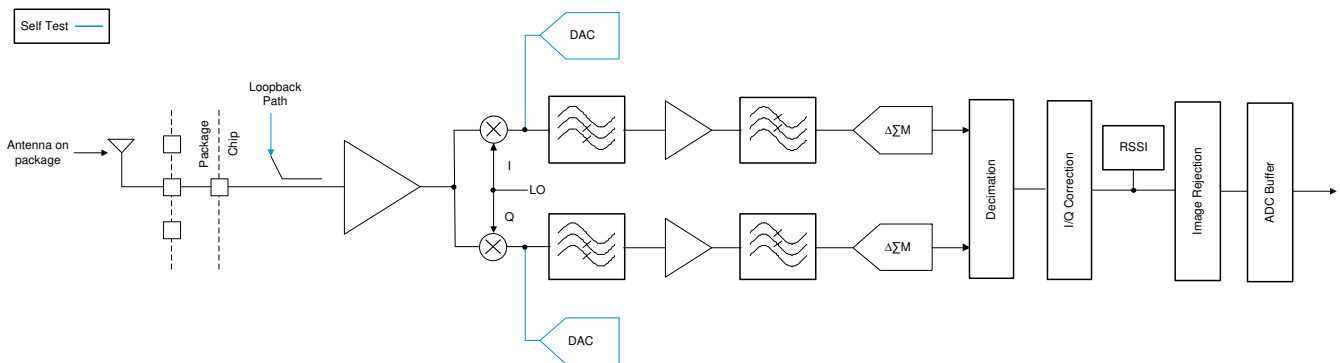 Self Test
DAC
Loopback
Path
Antenna on
package
Package
Chip
I
LO
Q
ΔΣM
ΔΣM
Decimation
I/Q Correction
RSSI
Image Rejection
ADC Buffer
DAC